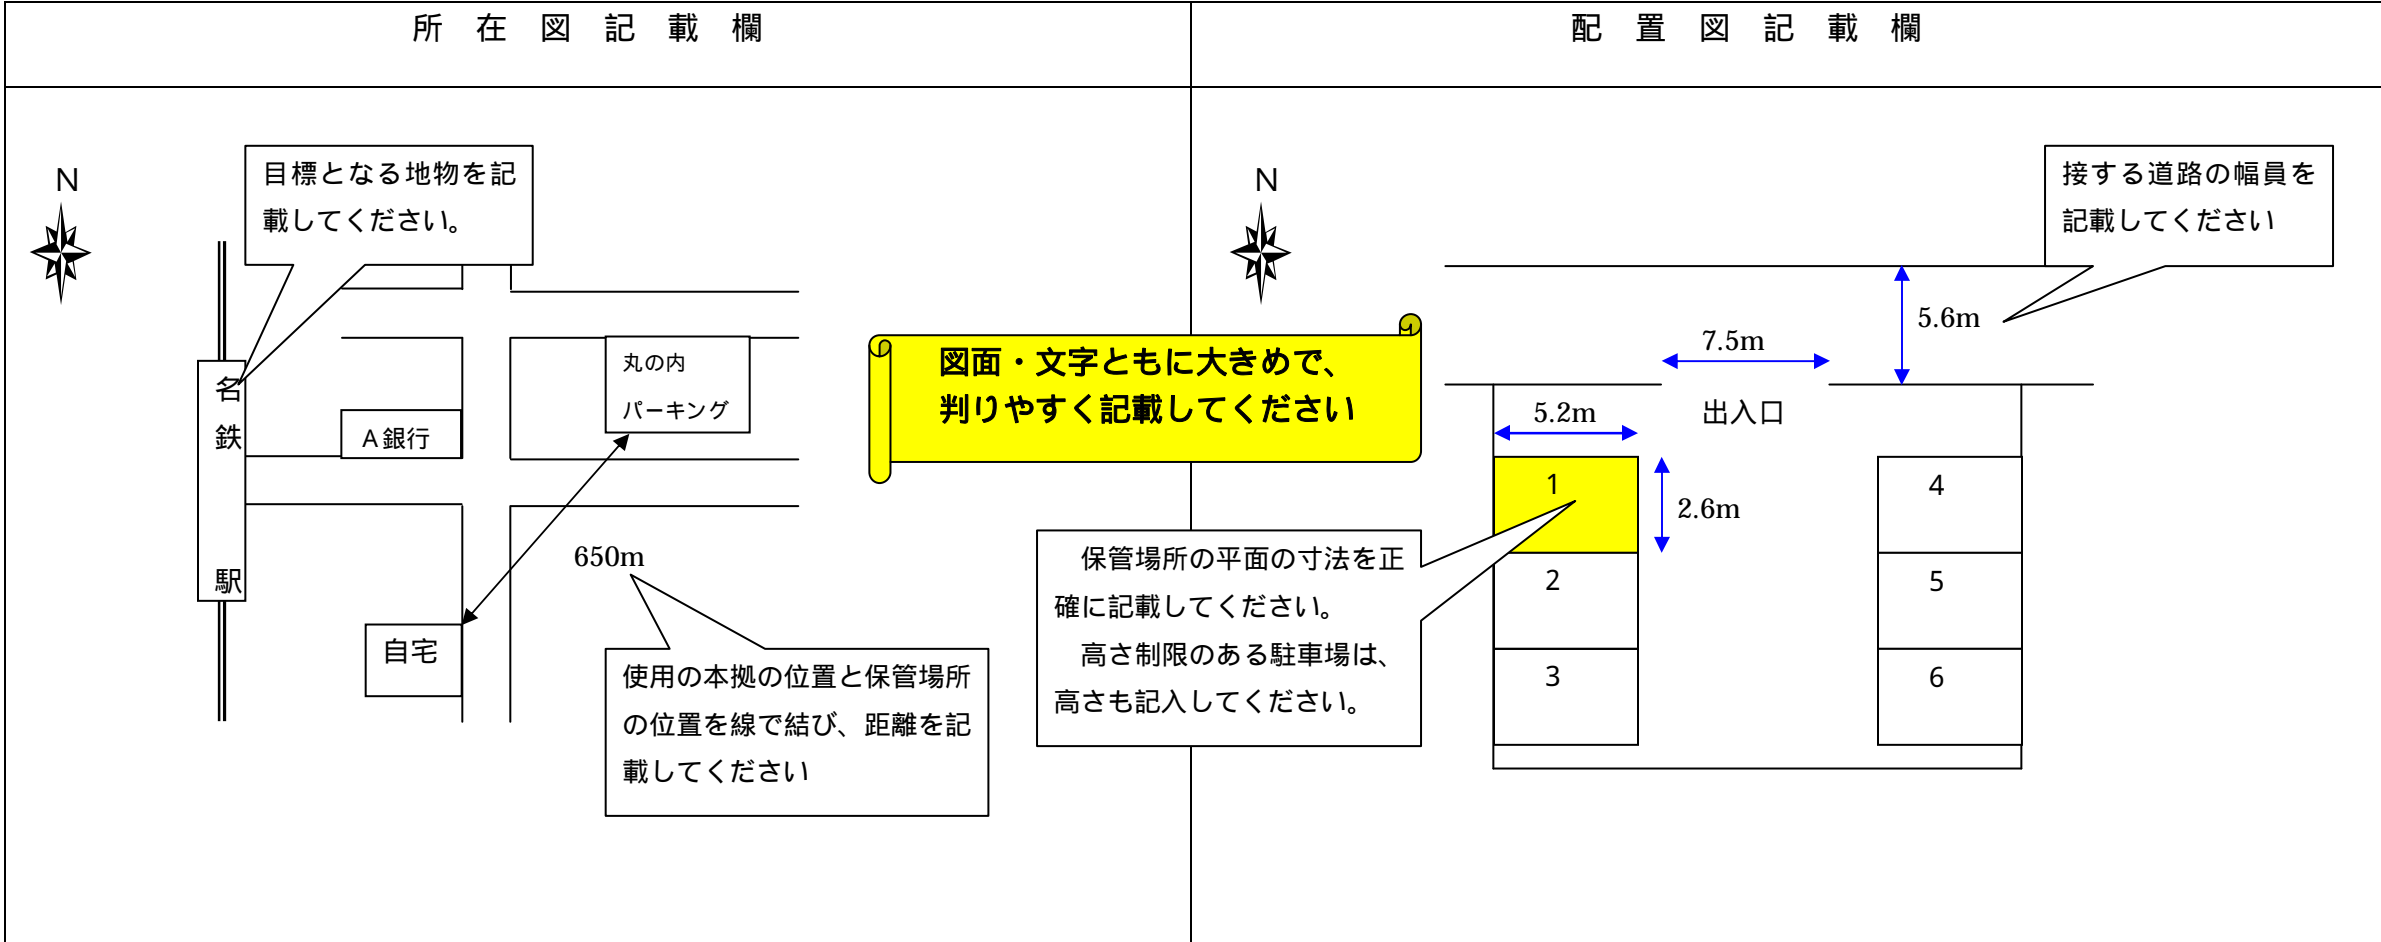 所在図記載欄
配置図記載欄
N
目標となる地物を記
載してください。
名鉄駅
A銀行
丸の内
パーキング
650m
自宅
使用の本拠の位置と保管場所
の位置を線で結び、距離を記
載してください
図面・文字ともに大きめで、
判りやすく記載してください
N
接する道路の幅員を
記載してください
5.6m
7.5m
出入口
5.2m
2.6m
1
2
3
4
5
6
保管場所の平面の寸法を正
確に記載してください。
高さ制限のある駐車場は、
高さも記入してください。